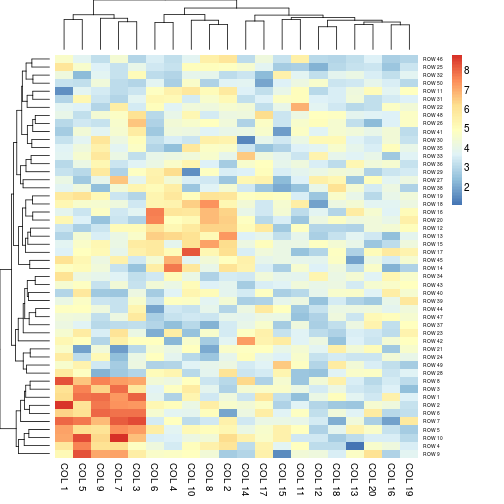 ROW 46
ROW 25
ROW 32
ROW 50
ROW 11
ROW 31
ROW 22
ROW 48
ROW 26
ROW 41
ROW 30
ROW 35
ROW 33
ROW 36
ROW 29
ROW 27
ROW 38
ROW 19
ROW 18
ROW 16
ROW 20
ROW 12
ROW 13
ROW 15
ROW 17
ROW 45
ROW 14
ROW 34
ROW 43
ROW 40
ROW 39
ROW 44
ROW 47
ROW 37
ROW 23
ROW 42
ROW 21
ROW 24
ROW 49
ROW 28
ROW 8
ROW 3
ROW 1
ROW 2
ROW 6
ROW 7
ROW 5
ROW 10
ROW 4
ROW 9
8
7
6
5
4
3
2
COL 1
COL 5
COL 9
COL 7
COL 3
COL 6
COL 4
COL 10
COL 8
COL 2
COL 14
COL 17
COL 15
COL 11
COL 12
COL 18
COL 13
COL 20
COL 16
COL 19